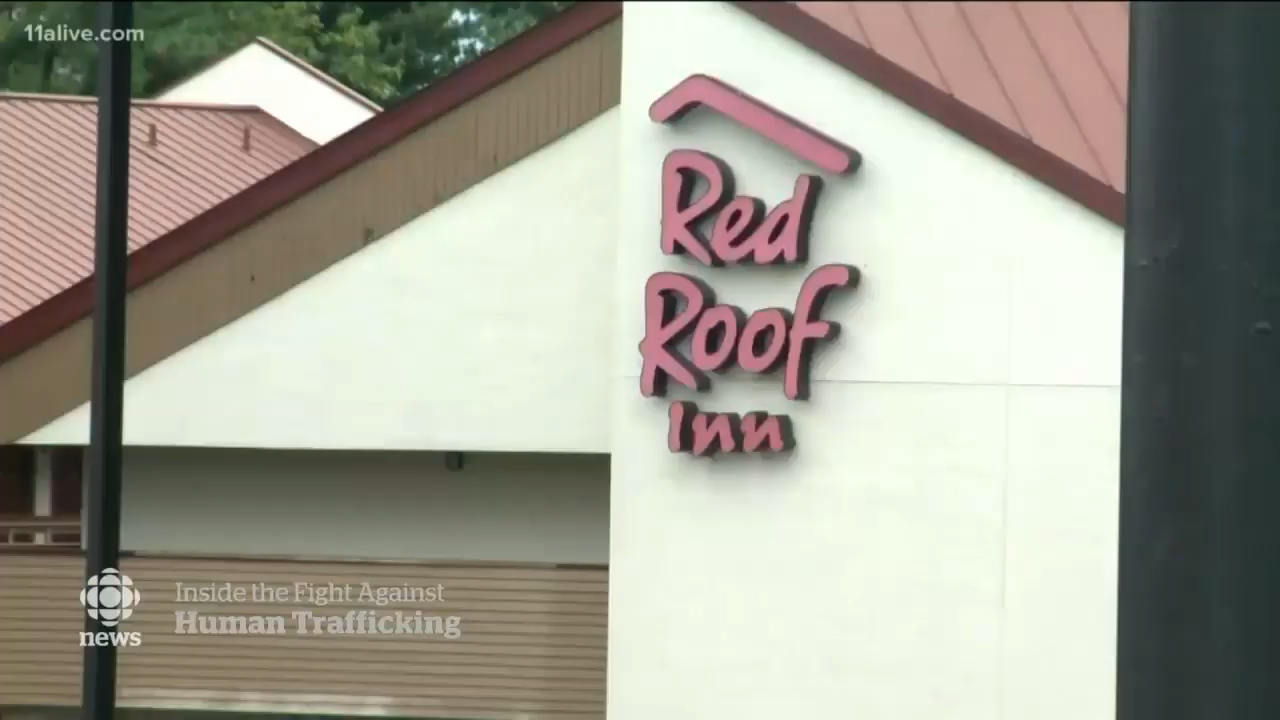 11alive.com
Red
Roof
Inn
Inside the Fight Against
Human Trafficking
news